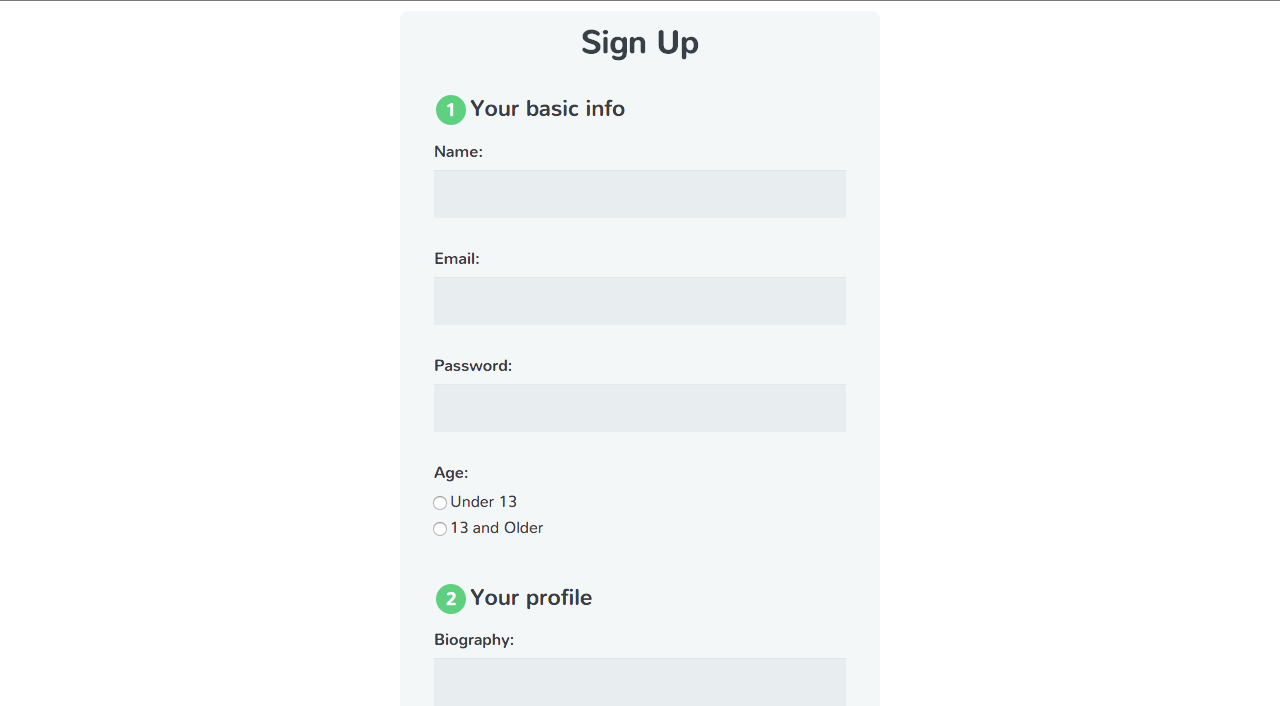 Sign Up
1 Your basic info
Name:
Email:
Password:
Age:
Under 13
13 and Older
2 Your profile
Biography: